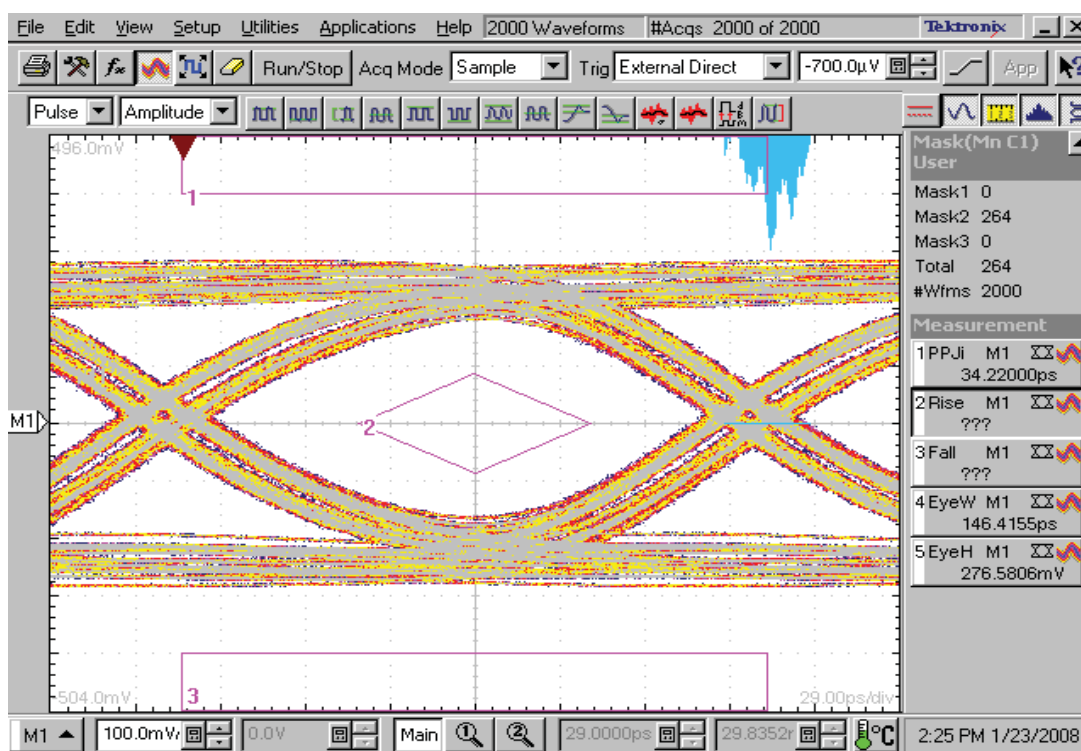 File Edit View Setup Utilities Applications Help 2000 Waveforms #Acqs 2000 of 2000 Tektronix
Run/Stop Acq Mode Sample Trig External Direct -700.0µV App
Pulse Amplitude
496.0mV
Mask(Mn C1)
User
Mask1 0
Mask2 264
Mask3 0
Total 264
#Wfms 2000
Measurement
1 PPJi M1
34.22000ps
2 Rise M1
???
3 Fall M1
???
4 EyeW M1
146.4155ps
5 EyeH M1
276.5806mV
1
M1
2
3
-504.0mV
29.00ps/div
M1 100.0mV/ 0.0V Main 1 2 29.0000ps 29.8352r °C 2:25 PM 1/23/2008